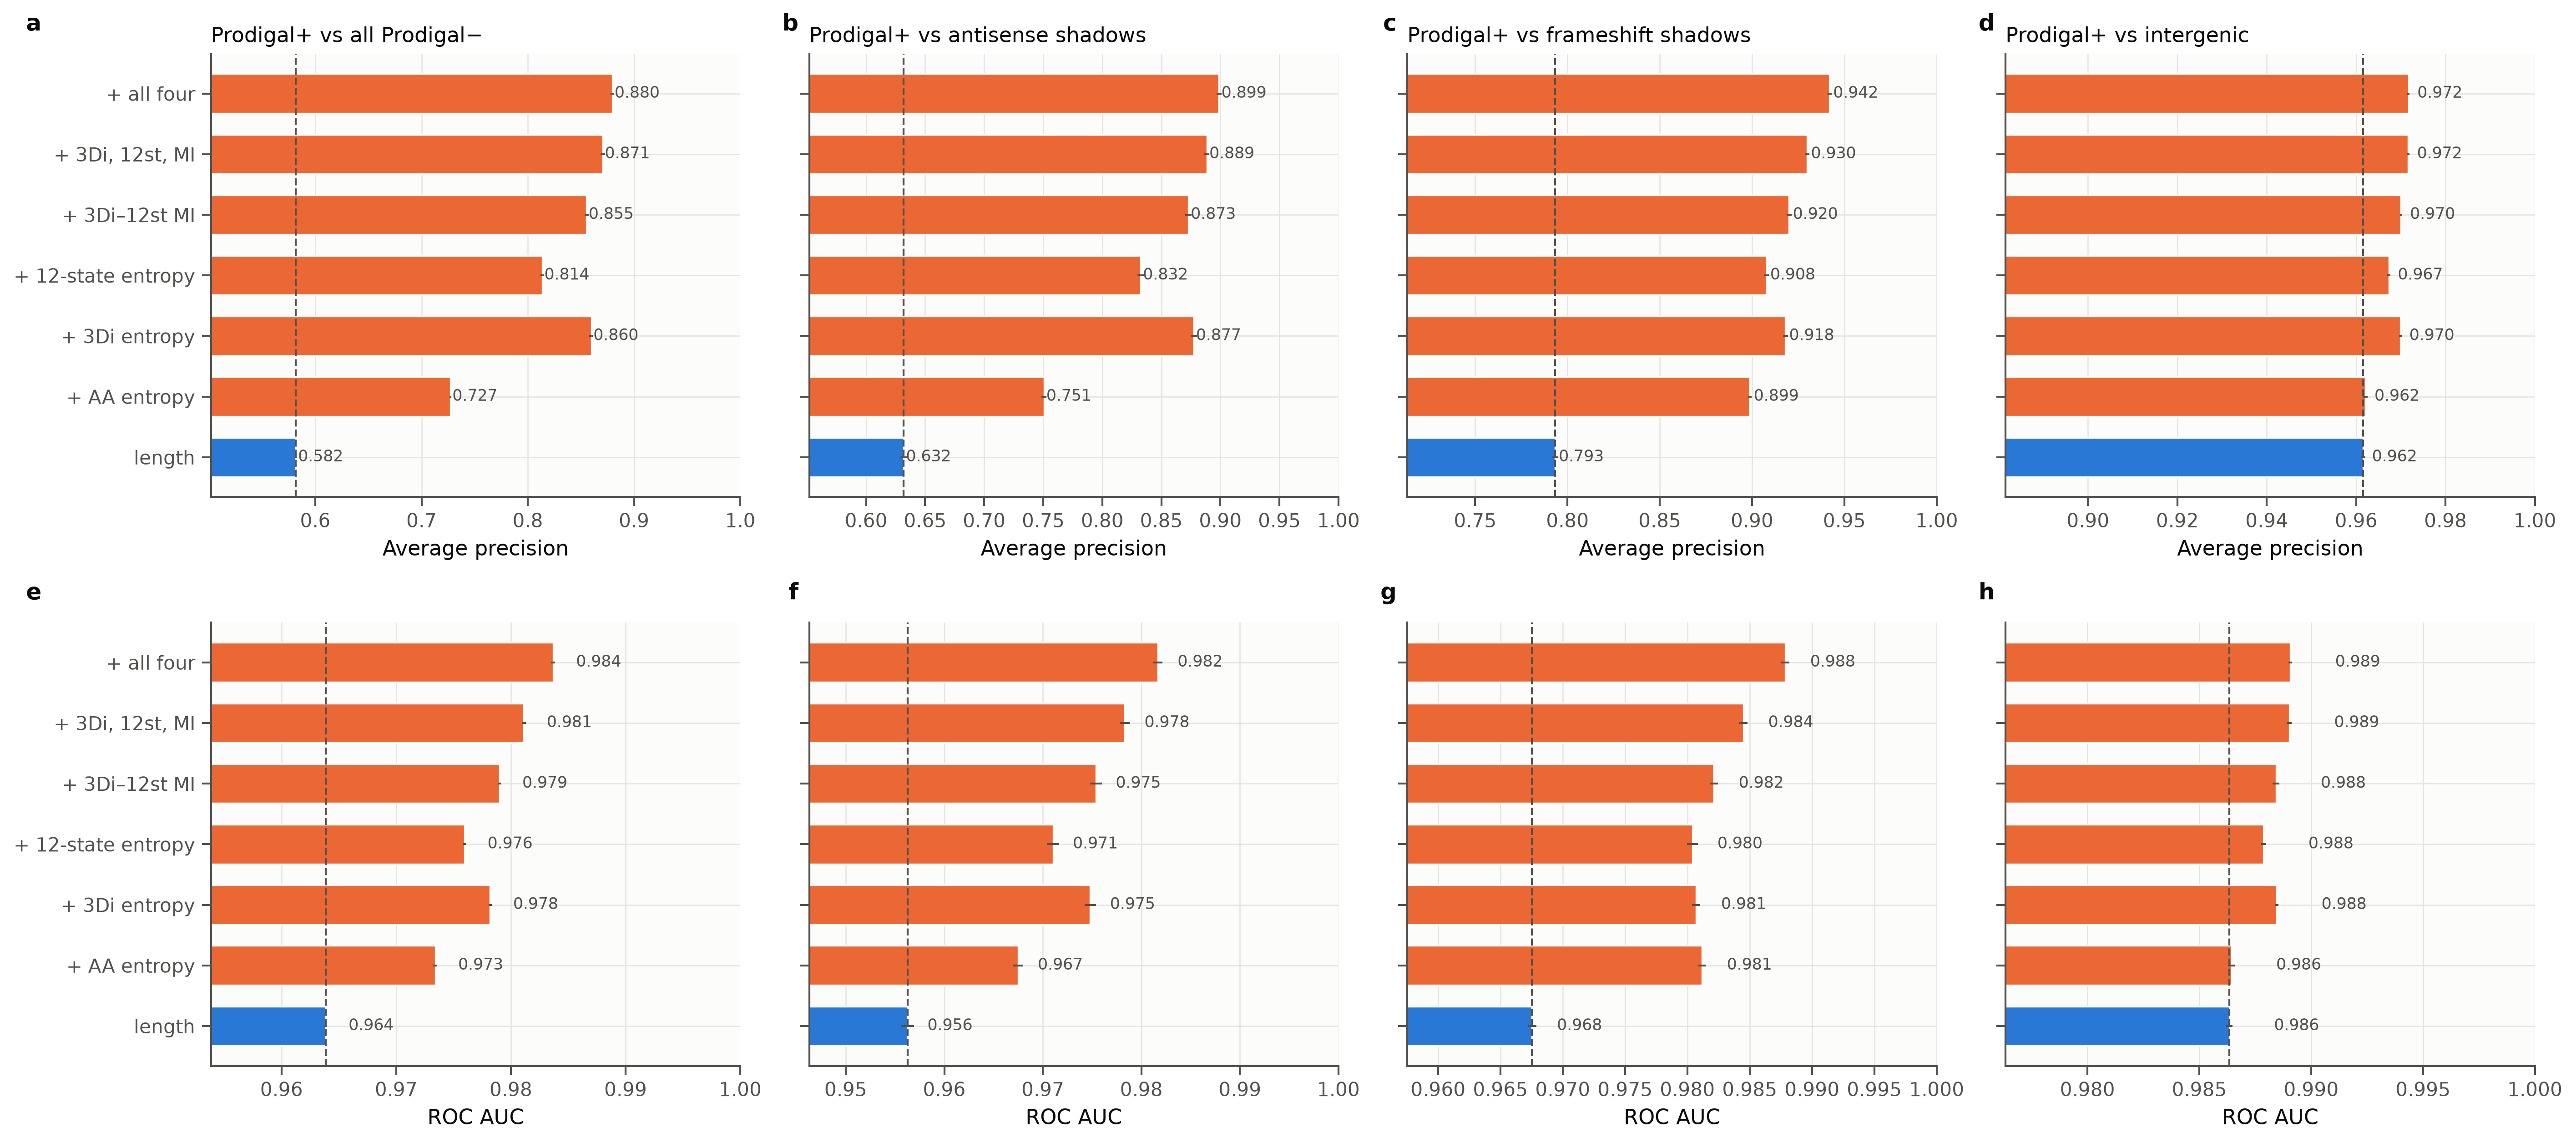 a
Prodigal+ vs all Prodigal−
+ all four
+ 3Di, 12st, MI
+ 3Di–12st MI
+ 12-state entropy
+ 3Di entropy
+ AA entropy
length
0.880
0.871
0.855
0.814
0.860
0.727
0.582
0.6 0.7 0.8 0.9 1.0
Average precision
b
Prodigal+ vs antisense shadows
0.899
0.889
0.873
0.832
0.877
0.751
0.632
0.60 0.65 0.70 0.75 0.80 0.85 0.90 0.95 1.00
Average precision
c
Prodigal+ vs frameshift shadows
0.942
0.930
0.920
0.908
0.918
0.899
0.793
0.75 0.80 0.85 0.90 0.95 1.00
Average precision
d
Prodigal+ vs intergenic
0.972
0.972
0.970
0.967
0.970
0.962
0.962
0.90 0.92 0.94 0.96 0.98 1.00
Average precision
e
+ all four
+ 3Di, 12st, MI
+ 3Di–12st MI
+ 12-state entropy
+ 3Di entropy
+ AA entropy
length
0.984
0.981
0.979
0.976
0.978
0.973
0.964
0.96 0.97 0.98 0.99 1.00
ROC AUC
f
0.982
0.978
0.975
0.971
0.975
0.967
0.956
0.95 0.96 0.97 0.98 0.99 1.00
ROC AUC
g
0.988
0.984
0.982
0.980
0.981
0.981
0.968
0.960 0.965 0.970 0.975 0.980 0.985 0.990 0.995 1.000
ROC AUC
h
0.989
0.989
0.988
0.988
0.988
0.986
0.986
0.980 0.985 0.990 0.995 1.000
ROC AUC